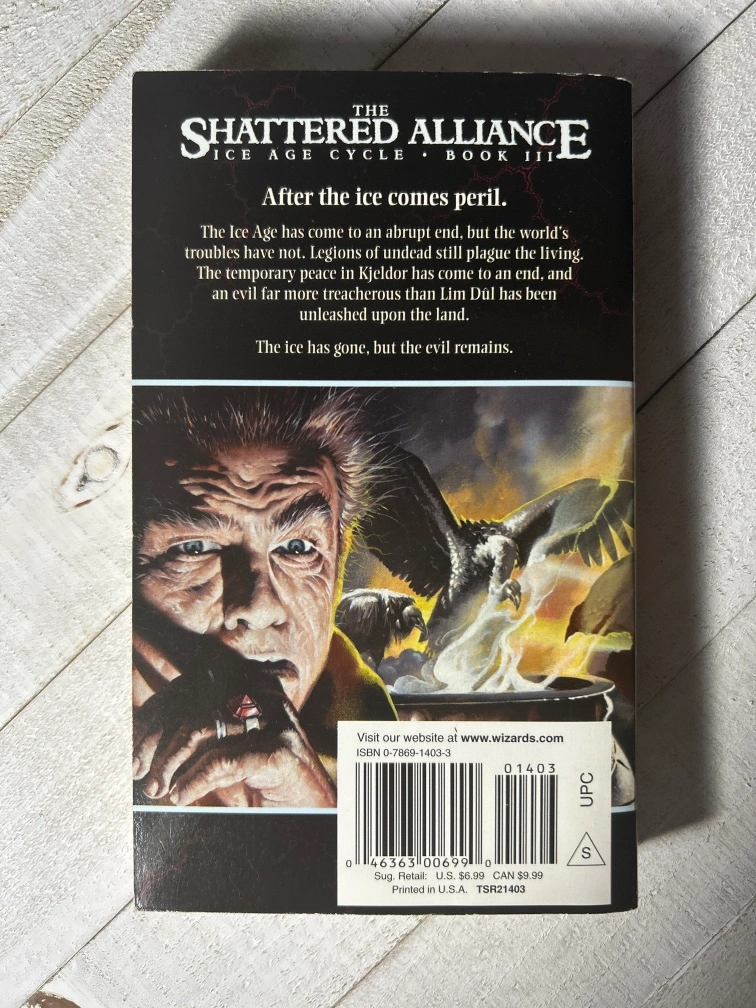 THE
SHATTERED ALLIANCE
ICE AGE CYCLE • BOOK III
After the ice comes peril.
The Ice Age has come to an abrupt end, but the world's
troubles have not. Legions of undead still plague the living.
The temporary peace in Kjeldor has come to an end, and
an evil far more treacherous than Lim Dûl has been
unleashed upon the land.
The ice has gone, but the evil remains.
Visit our website at www.wizards.com
ISBN 0-7869-1403-3
01403
UPC
S
0 46363 00699 0
Sug. Retail: U.S. $6.99 CAN $9.99
Printed in U.S.A. TSR21403